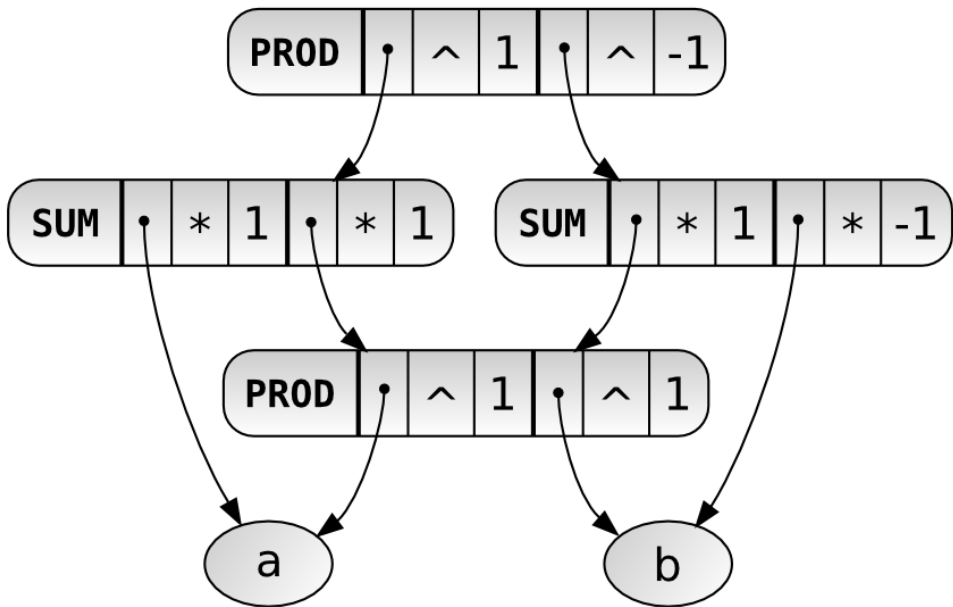 PROD ^ 1 ^ -1
SUM * 1 * 1
SUM * 1 * -1
PROD ^ 1 ^ 1
a
b